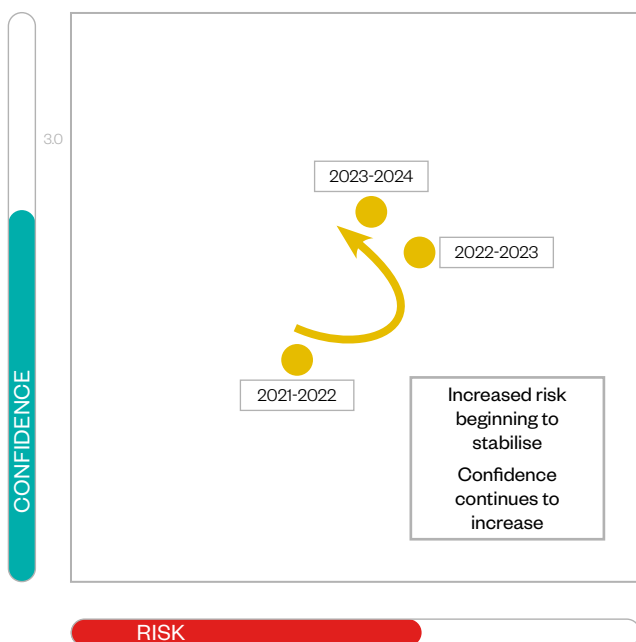 3.0
2023-2024
2022-2023
2021-2022
Increased risk
beginning to
stabilise
Confidence
continues to
increase
CONFIDENCE
RISK